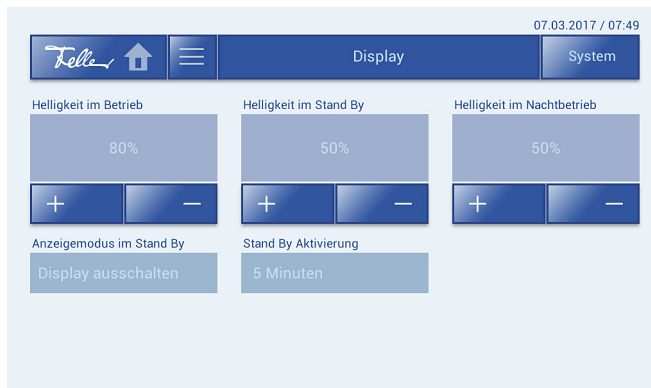 07.03.2017 / 07:49
Feller
Display
System
Helligkeit im Betrieb
Helligkeit im Stand By
Helligkeit im Nachtbetrieb
80%
50%
50%
+ −
+ −
+ −
Anzeigemodus im Stand By
Stand By Aktivierung
Display ausschalten
5 Minuten